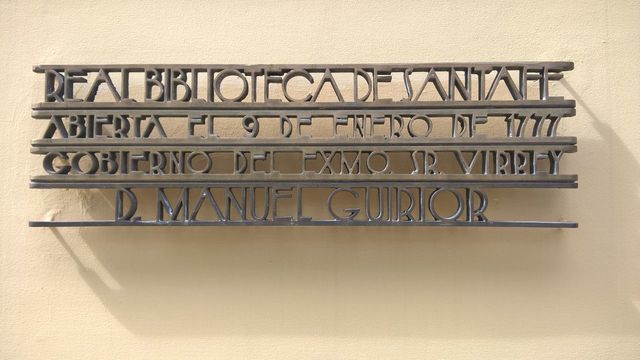 REAL BIBLIOTECA DE SANTAFE
ABIERTA EL 9 DE ENERO DE 1777
GOBIERNO DEL EXMO. SR. VIRREY
D. MANUEL GUIRIOR